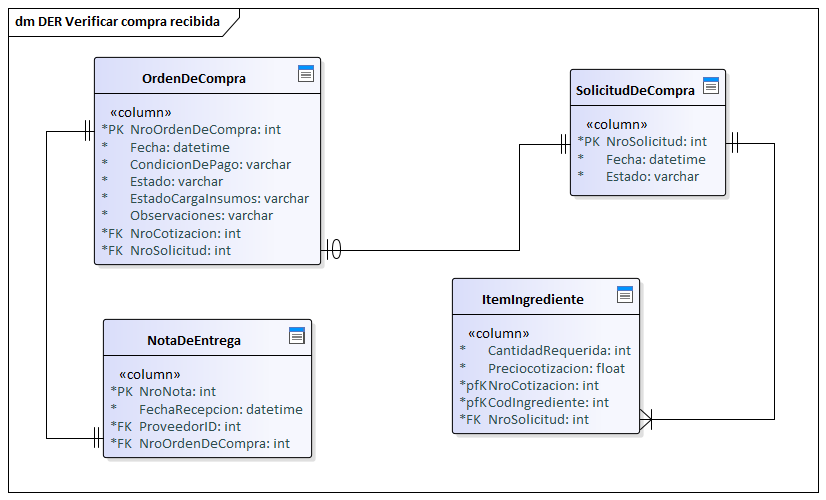 dm DER Verificar compra recibida
OrdenDeCompra
«column»
*PK NroOrdenDeCompra: int
* Fecha: datetime
* CondicionDePago: varchar
* Estado: varchar
* EstadoCargaInsumos: varchar
* Observaciones: varchar
*FK NroCotizacion: int
*FK NroSolicitud: int
SolicitudDeCompra
«column»
*PK NroSolicitud: int
* Fecha: datetime
* Estado: varchar
ItemIngrediente
«column»
* CantidadRequerida: int
* Preciocotizacion: float
*pfK NroCotizacion: int
*pfK CodIngrediente: int
*FK NroSolicitud: int
NotaDeEntrega
«column»
*PK NroNota: int
* FechaRecepcion: datetime
*FK ProveedorID: int
*FK NroOrdenDeCompra: int